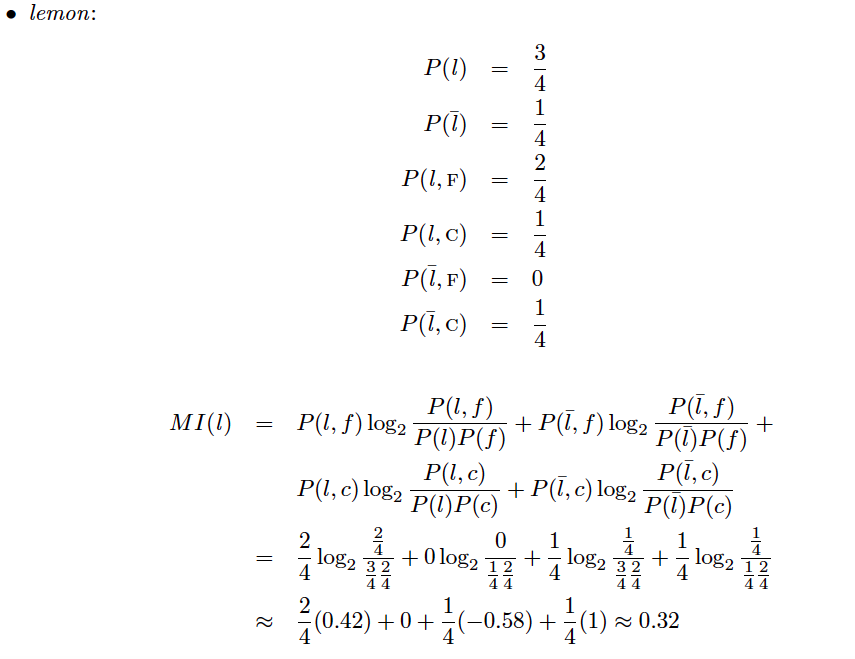 • lemon:
P(l) = 3/4
P(l̄) = 1/4
P(l, F) = 2/4
P(l, C) = 1/4
P(l̄, F) = 0
P(l̄, C) = 1/4
MI(l) = P(l, f) log₂ P(l, f)/P(l)P(f) + P(l̄, f) log₂ P(l̄, f)/P(l̄)P(f) +
P(l, c) log₂ P(l, c)/P(l)P(c) + P(l̄, c) log₂ P(l̄, c)/P(l̄)P(c)
= 2/4 log₂ (2/4)/(3/4 2/4) + 0 log₂ 0/(1/4 2/4) + 1/4 log₂ (1/4)/(3/4 2/4) + 1/4 log₂ (1/4)/(1/4 2/4)
≈ 2/4(0.42) + 0 + 1/4(−0.58) + 1/4(1) ≈ 0.32